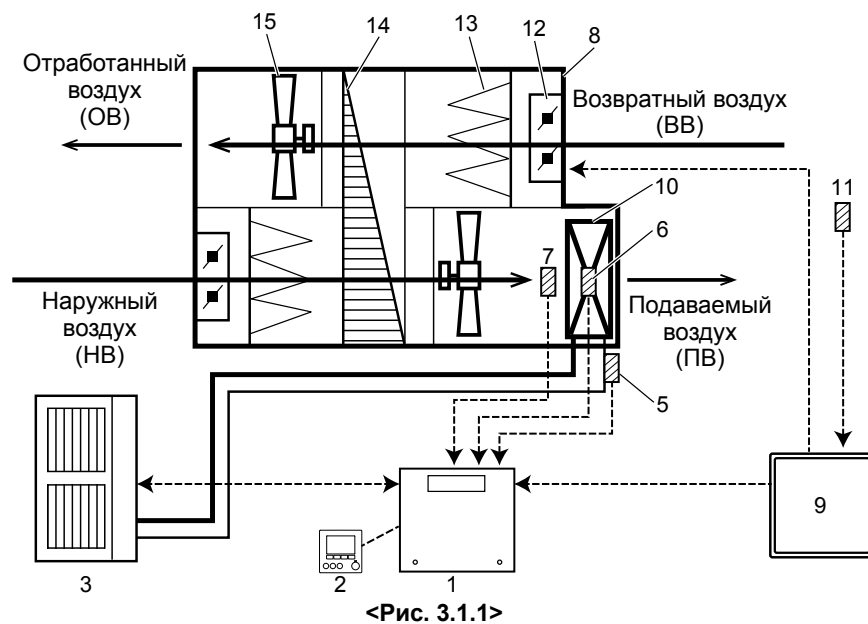 15
14
13
12
8
Отработанный
воздух
(ОВ)
Возвратный воздух
(ВВ)
10
11
6
7
Наружный
воздух
(НВ)
Подаваемый
воздух
(ПВ)
5
9
3
2
1
<Рис. 3.1.1>